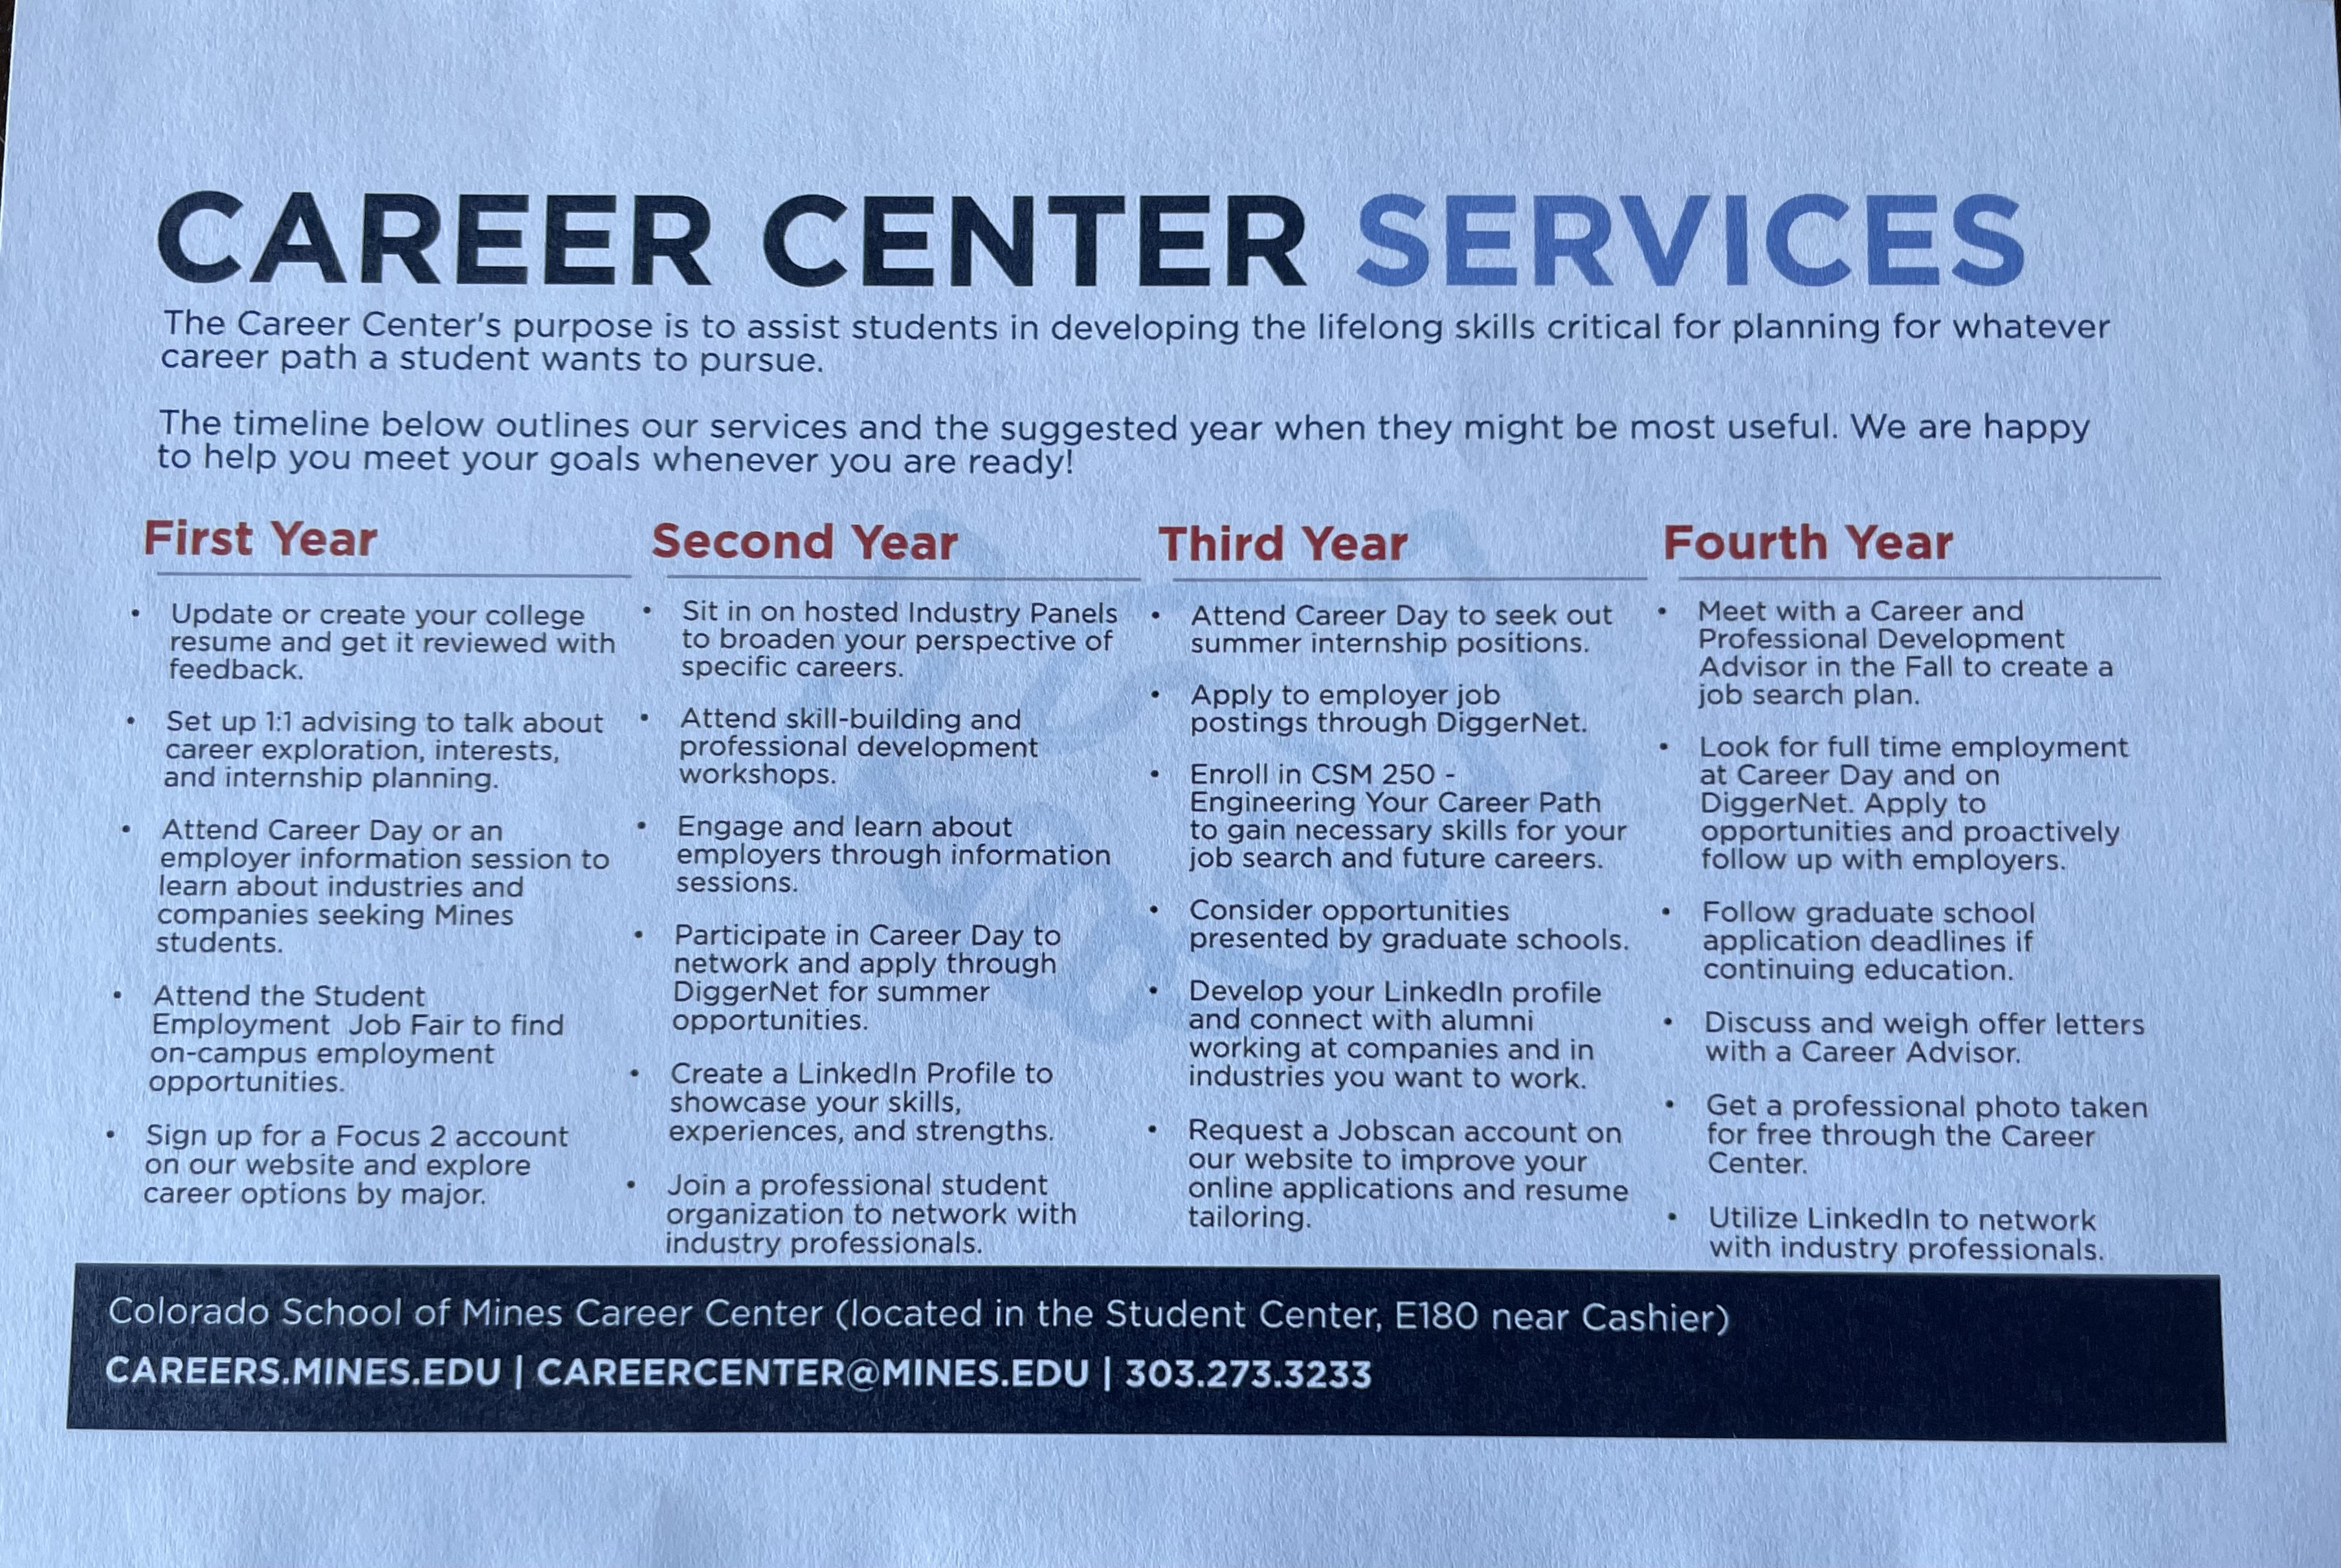 CAREER CENTER SERVICES
The Career Center's purpose is to assist students in developing the lifelong skills critical for planning for whatever
career path a student wants to pursue.
The timeline below outlines our services and the suggested year when they might be most useful. We are happy
to help you meet your goals whenever you are ready!
First Year
• Update or create your college
resume and get it reviewed with
feedback.
• Set up 1:1 advising to talk about
career exploration, interests,
and internship planning.
• Attend Career Day or an
employer information session to
learn about industries and
companies seeking Mines
students.
• Attend the Student
Employment Job Fair to find
on-campus employment
opportunities.
• Sign up for a Focus 2 account
on our website and explore
career options by major.
Second Year
• Sit in on hosted Industry Panels
to broaden your perspective of
specific careers.
• Attend skill-building and
professional development
workshops.
• Engage and learn about
employers through information
sessions.
• Participate in Career Day to
network and apply through
DiggerNet for summer
opportunities.
• Create a LinkedIn Profile to
showcase your skills,
experiences, and strengths.
• Join a professional student
organization to network with
industry professionals.
Third Year
• Attend Career Day to seek out
summer internship positions.
• Apply to employer job
postings through DiggerNet.
• Enroll in CSM 250 -
Engineering Your Career Path
to gain necessary skills for your
job search and future careers.
• Consider opportunities
presented by graduate schools.
• Develop your LinkedIn profile
and connect with alumni
working at companies and in
industries you want to work.
• Request a Jobscan account on
our website to improve your
online applications and resume
tailoring.
Fourth Year
• Meet with a Career and
Professional Development
Advisor in the Fall to create a
job search plan.
• Look for full time employment
at Career Day and on
DiggerNet. Apply to
opportunities and proactively
follow up with employers.
• Follow graduate school
application deadlines if
continuing education.
• Discuss and weigh offer letters
with a Career Advisor.
• Get a professional photo taken
for free through the Career
Center.
• Utilize LinkedIn to network
with industry professionals.
Colorado School of Mines Career Center (located in the Student Center, E180 near Cashier)
CAREERS.MINES.EDU | CAREERCENTER@MINES.EDU | 303.273.3233